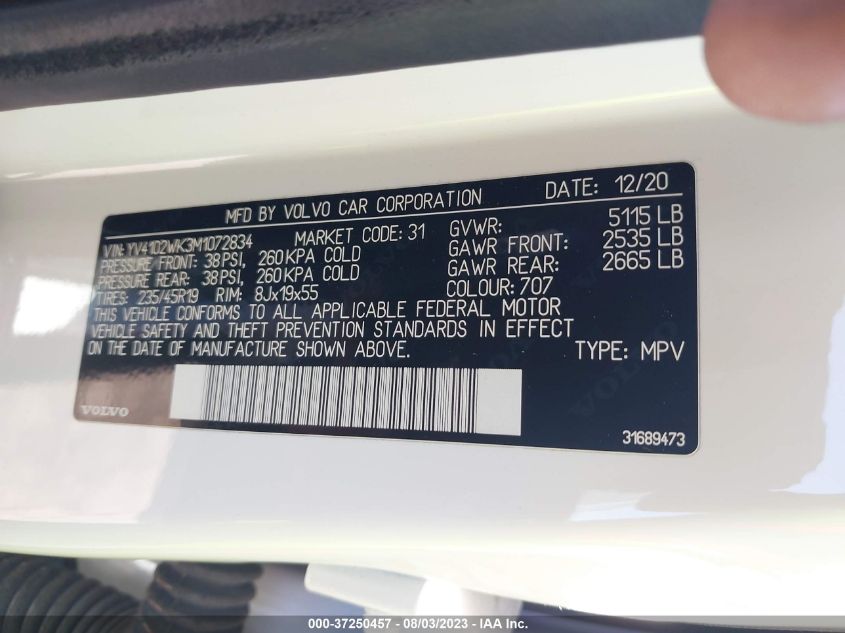 MFD BY VOLVO CAR CORPORATION DATE: 12/20
VIN: YV4102WK3M1072834 MARKET CODE: 31 GVWR: 5115 LB
PRESSURE FRONT: 38 PSI, 260 KPA COLD GAWR FRONT: 2535 LB
PRESSURE REAR: 38 PSI, 260 KPA COLD GAWR REAR: 2665 LB
TIRES: 235/45R19 RIM: 8Jx19x55 COLOUR: 707
THIS VEHICLE CONFORMS TO ALL APPLICABLE FEDERAL MOTOR
VEHICLE SAFETY AND THEFT PREVENTION STANDARDS IN EFFECT
ON THE DATE OF MANUFACTURE SHOWN ABOVE. TYPE: MPV
VOLVO
31689473
000-37250457 - 08/03/2023 - IAA Inc.